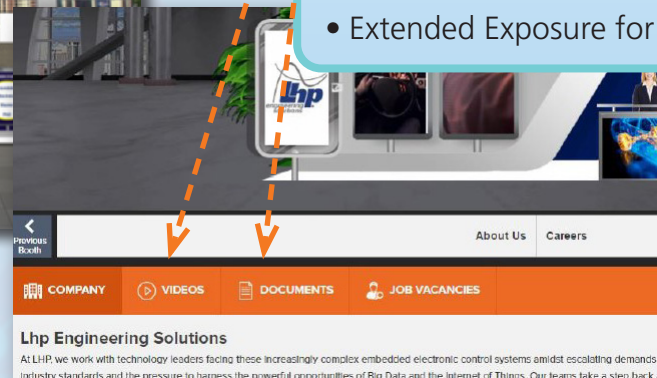 • Extended Exposure for
Lhp
engineering
solutions
Previous
Booth
About Us
Careers
COMPANY
VIDEOS
DOCUMENTS
JOB VACANCIES
Lhp Engineering Solutions
At LHP, we work with technology leaders facing these increasingly complex embedded electronic control systems amidst escalating demands
industry standards and the pressure to harness the powerful opportunities of Big Data and the Internet of Things. Our teams take a step back